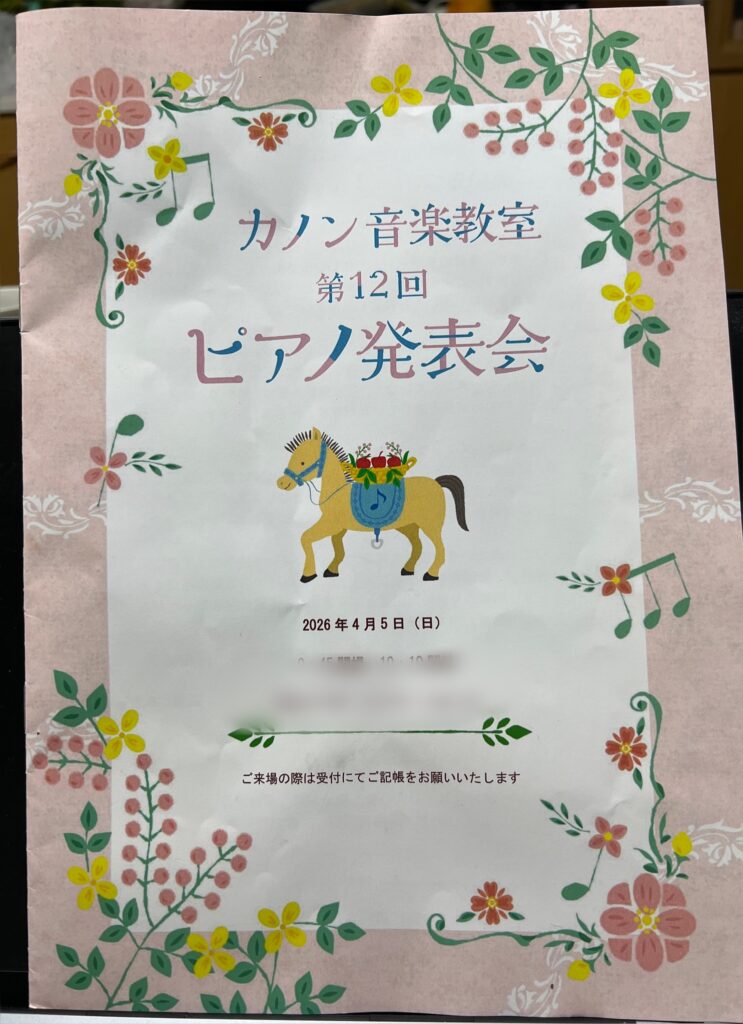 カノン音楽教室
第12回
ピアノ発表会
2026年4月5日（日）
ご来場の際は受付にてご記帳をお願いいたします